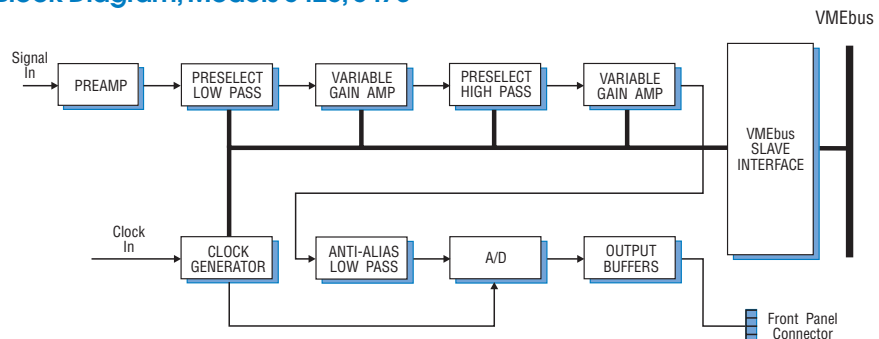 VMEbus
Signal
In
PREAMP
PRESELECT
LOW PASS
VARIABLE
GAIN AMP
PRESELECT
HIGH PASS
VARIABLE
GAIN AMP
VMEbus
SLAVE
INTERFACE
Clock
In
CLOCK
GENERATOR
ANTI-ALIAS
LOW PASS
A/D
OUTPUT
BUFFERS
Front Panel
Connector